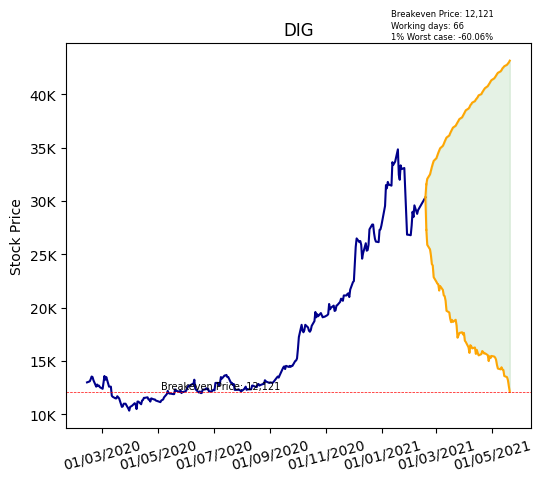 Breakeven Price: 12,121
Working days: 66
1% Worst case: -60.06%
DIG
Stock Price
40K
35K
30K
25K
20K
15K
10K
Breakeven Price: 12,121
01/03/2020
01/05/2020
01/07/2020
01/09/2020
01/11/2020
01/01/2021
01/03/2021
01/05/2021